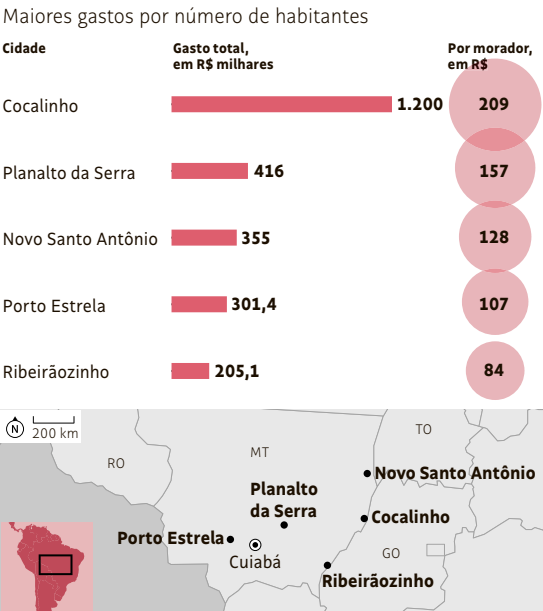 Maiores gastos por número de habitantes
Cidade
Gasto total,
em R$ milhares
Por morador,
em R$
Cocalinho 1.200 209
Planalto da Serra 416 157
Novo Santo Antônio 355 128
Porto Estrela 301,4 107
Ribeirãozinho 205,1 84
N
200 km
TO
RO
MT
Novo Santo Antônio
Planalto
da Serra
Cocalinho
Porto Estrela
Cuiabá
GO
Ribeirãozinho